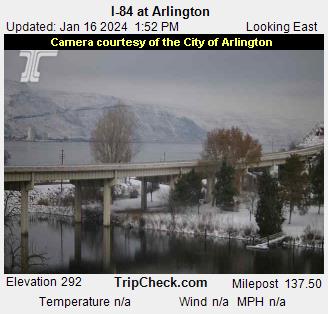 I-84 at Arlington
Updated: Jan 16 2024 1:52 PM Looking East
Camera courtesy of the City of Arlington
Elevation 292 TripCheck.com Milepost 137.50
Temperature n/a Wind n/a MPH n/a